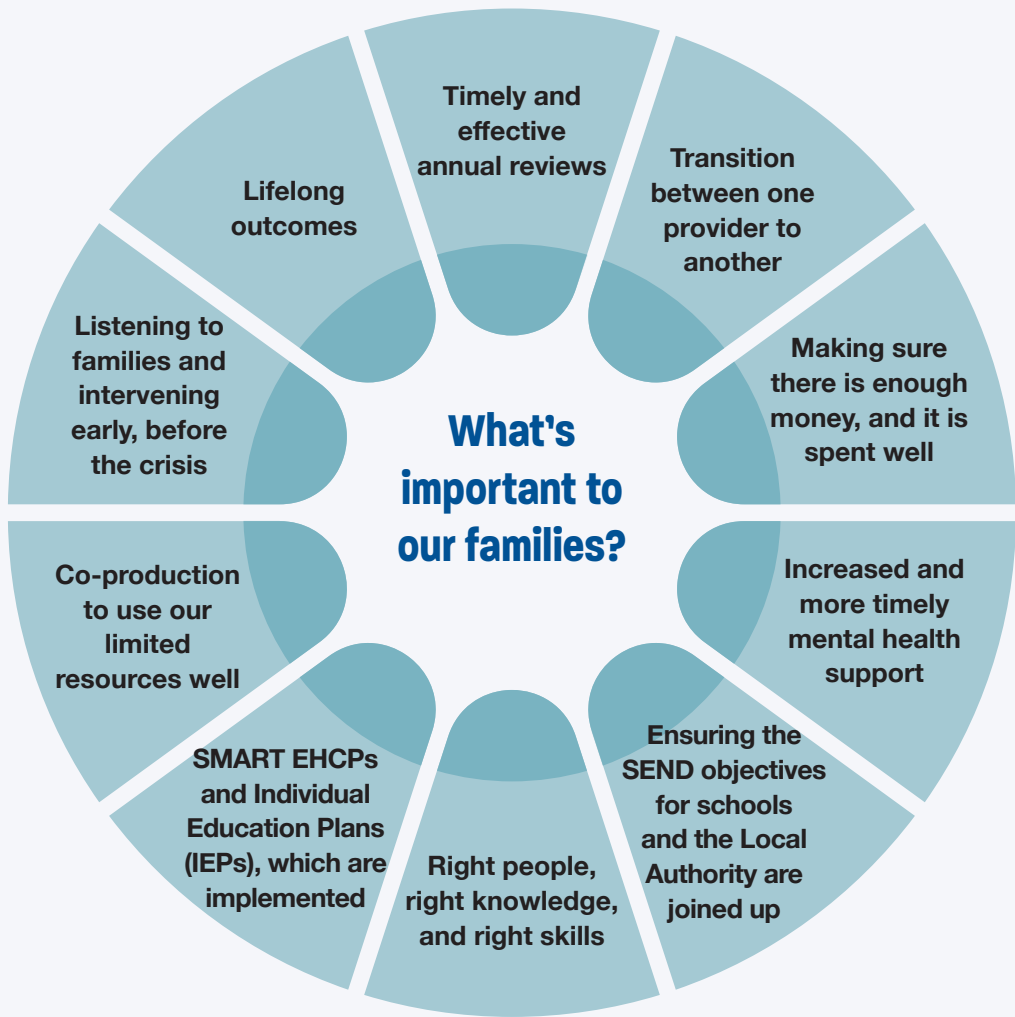 What’s
important to
our families?
Timely and
effective
annual reviews
Transition
between one
provider to
another
Making sure
there is enough
money, and it is
spent well
Increased and
more timely
mental health
support
Ensuring the
SEND objectives
for schools
and the Local
Authority are
joined up
Right people,
right knowledge,
and right skills
SMART EHCPs
and Individual
Education Plans
(IEPs), which are
implemented
Co-production
to use our
limited
resources well
Listening to
families and
intervening
early, before
the crisis
Lifelong
outcomes